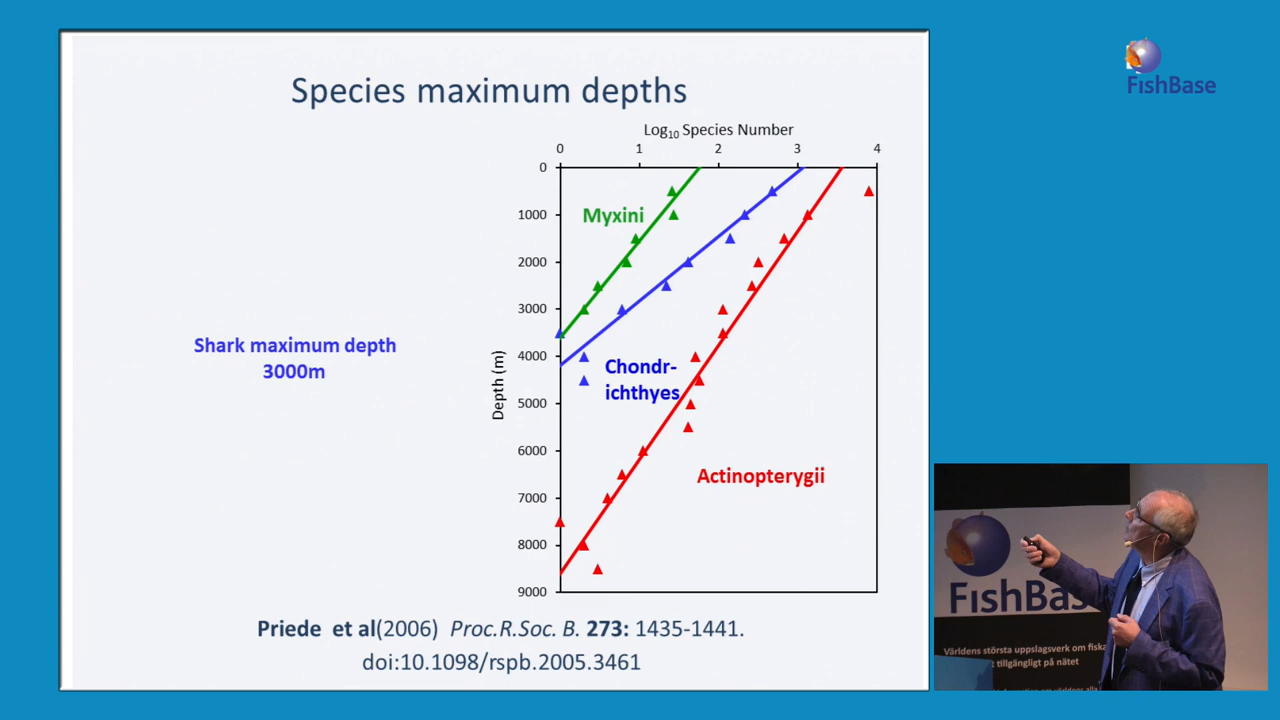 Species maximum depths
FishBase
Log10 Species Number
0 1 2 3 4
0
1000
2000
3000
4000
5000
6000
7000
8000
9000
Depth (m)
Myxini
Chondr-
ichthyes
Actinopterygii
Shark maximum depth
3000m
Priede et al(2006) Proc.R.Soc. B. 273: 1435-1441.
doi:10.1098/rspb.2005.3461
FishBas
Världens största uppslagsverk om fiska
t tillgängligt på nätet